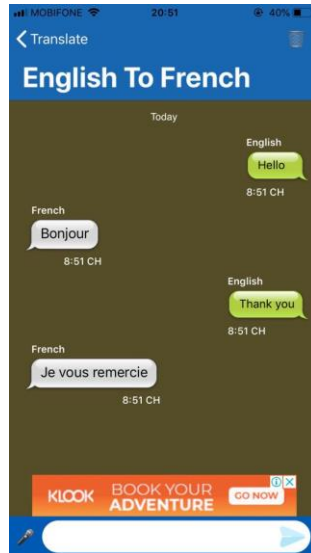 MOBIFONE 20:51 40%
Translate
English To French
Today
English
Hello
8:51 CH
French
Bonjour
8:51 CH
English
Thank you
8:51 CH
French
Je vous remercie
8:51 CH
KLOOK BOOK YOUR ADVENTURE GO NOW